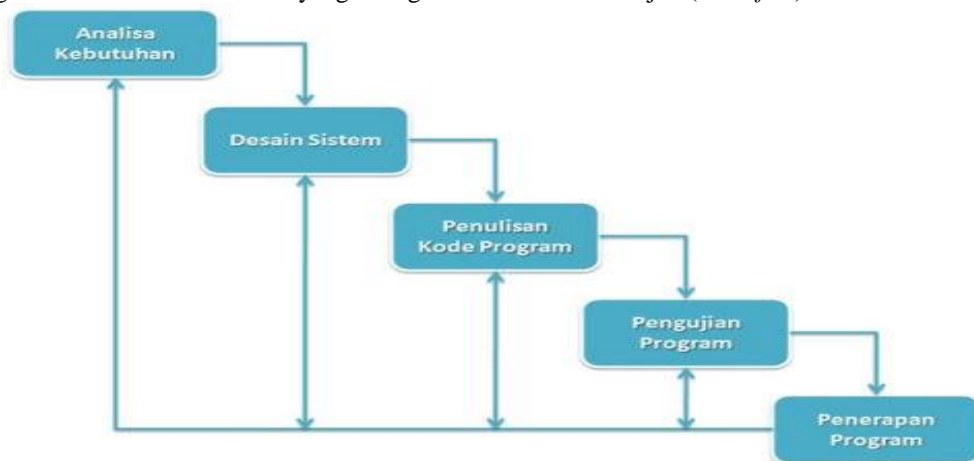 Analisa
Kebutuhan
Desain Sistem
Penulisan
Kode Program
Pengujian
Program
Penerapan
Program